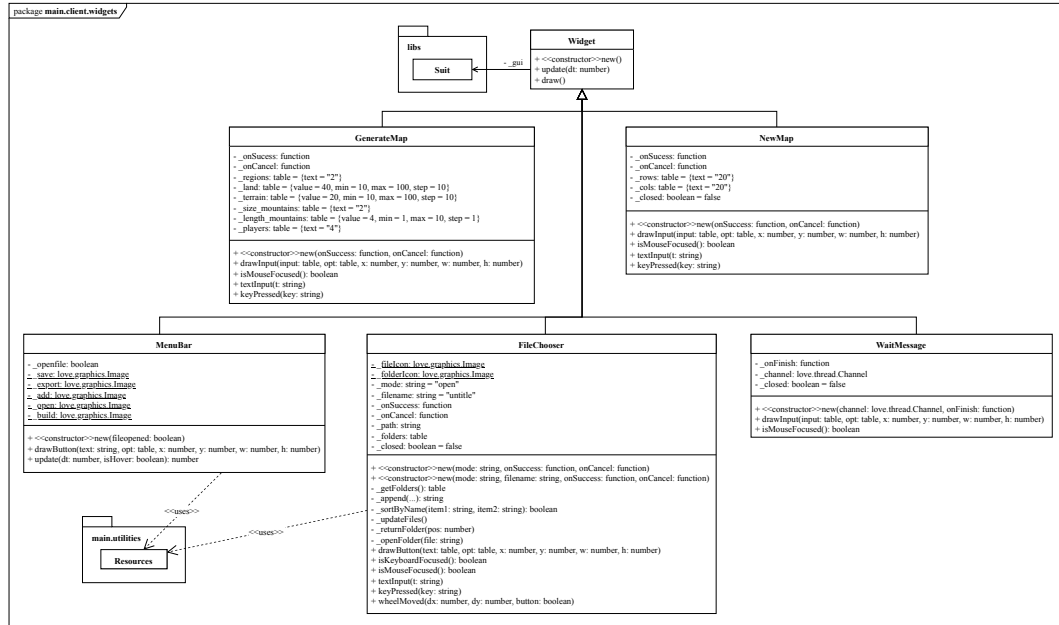 package main.client.widgets
libs
Suit
- _gui
Widget
+ <<constructor>>new()
+ update(dt: number)
+ draw()
GenerateMap
- _onSucess: function
- _onCancel: function
- _regions: table = {text = "2"}
- _land: table = {value = 40, min = 10, max = 100, step = 10}
- _terrain: table = {value = 20, min = 10, max = 100, step = 10}
- _size_mountains: table = {text = "2"}
- _length_mountains: table = {value = 4, min = 1, max = 10, step = 1}
- _players: table = {text = "4"}
+ <<constructor>>new(onSuccess: function, onCancel: function)
+ drawInput(input: table, opt: table, x: number, y: number, w: number, h: number)
+ isMouseFocused(): boolean
+ textInput(t: string)
+ keyPressed(key: string)
NewMap
- _onSucess: function
- _onCancel: function
- _rows: table = {text = "20"}
- _cols: table = {text = "20"}
- _closed: boolean = false
+ <<constructor>>new(onSuccess: function, onCancel: function)
+ drawInput(input: table, opt: table, x: number, y: number, w: number, h: number)
+ isMouseFocused(): boolean
+ textInput(t: string)
+ keyPressed(key: string)
MenuBar
- _openfile: boolean
- _save: love.graphics.Image
- _export: love.graphics.Image
- _add: love.graphics.Image
- _open: love.graphics.Image
- _build: love.graphics.Image
+ <<constructor>>new(fileopened: boolean)
+ drawButton(text: string, opt: table, x: number, y: number, w: number, h: number)
+ update(dt: number, isHover: boolean): number
FileChooser
- _fileIcon: love.graphics.Image
- _folderIcon: love.graphics.Image
- _mode: string = "open"
- _filename: string = "untitle"
- _onSuccess: function
- _onCancel: function
- _path: string
- _folders: table
- _closed: boolean = false
+ <<constructor>>new(mode: string, onSuccess: function, onCancel: function)
+ <<constructor>>new(mode: string, filename: string, onSuccess: function, onCancel: function)
- _getFolders(): table
- _append(...): string
- _sortByName(item1: string, item2: string): boolean
- _updateFiles()
- _returnFolder(pos: number)
- _openFolder(file: string)
+ drawButton(text: table, opt: table, x: number, y: number, w: number, h: number)
+ isKeyboardFocused(): boolean
+ isMouseFocused(): boolean
+ textInput(t: string)
+ keyPressed(key: string)
+ wheelMoved(dx: number, dy: number, button: boolean)
WaitMessage
- _onFinish: function
- _channel: love.thread.Channel
- _closed: boolean = false
+ <<constructor>>new(channel: love.thread.Channel, onFinish: function)
+ drawInput(input: table, opt: table, x: number, y: number, w: number, h: number)
+ isMouseFocused(): boolean
<<uses>>
<<uses>>
main.utilities
Resources